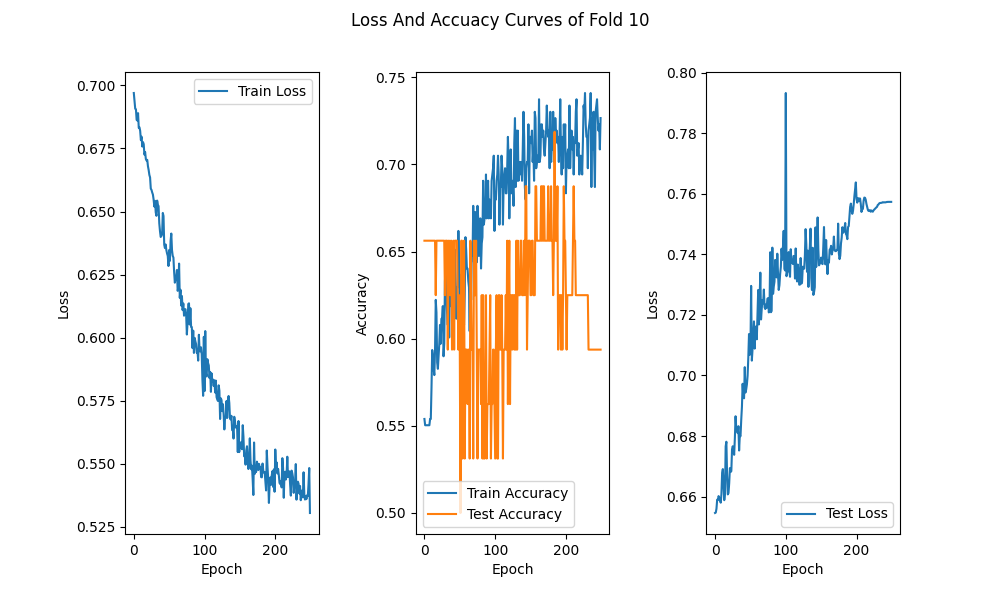 Loss And Accuacy Curves of Fold 10
0.700
0.675
0.650
0.625
0.600
0.575
0.550
0.525
Loss
0 100 200
Epoch
Train Loss
0.75
0.70
0.65
0.60
0.55
0.50
Accuracy
0 100 200
Epoch
Train Accuracy
Test Accuracy
0.80
0.78
0.76
0.74
0.72
0.70
0.68
0.66
Loss
0 100 200
Epoch
Test Loss